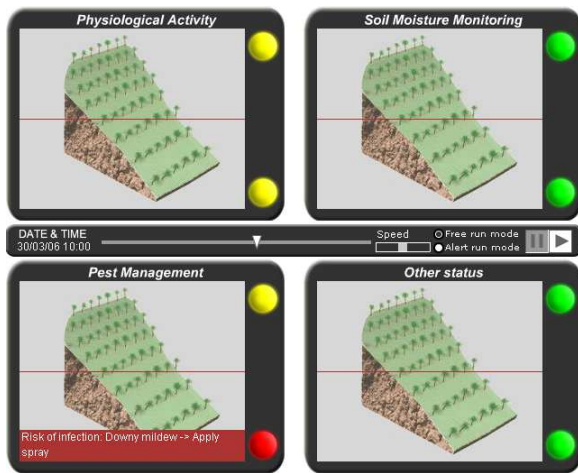 Physiological Activity
Soil Moisture Monitoring
DATE & TIME
30/03/06 10:00
Speed
Free run mode
Alert run mode
Pest Management
Other status
Risk of infection: Downy mildew -> Apply
spray